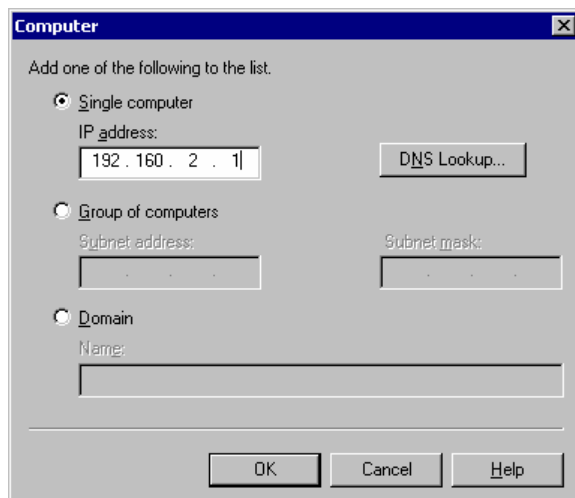 Computer
Add one of the following to the list.
Single computer
IP address:
192 . 160 . 2 . 1
DNS Lookup...
Group of computers
Subnet address: Subnet mask:
. . . . . .
Domain
Name:
OK Cancel Help